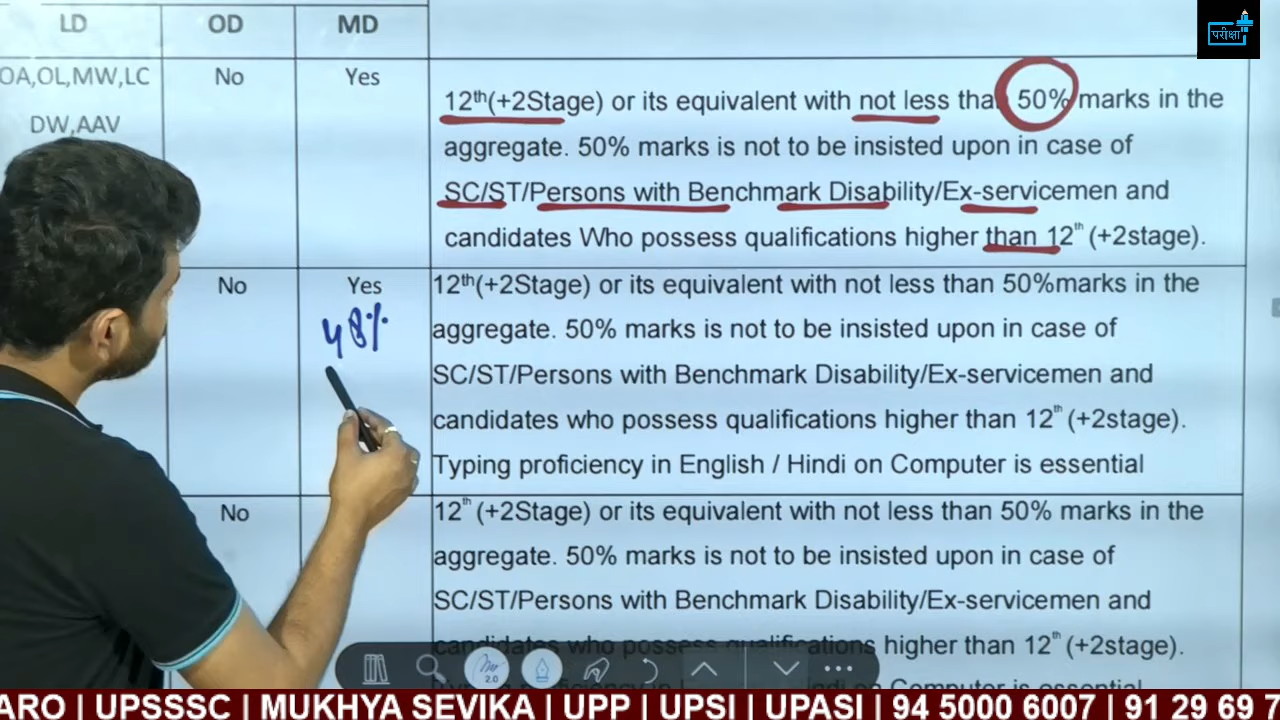 LD OD MD
परीक्षा
OA,OL,MW,LC No Yes
DW,AAV
12th(+2Stage) or its equivalent with not less than 50% marks in the
aggregate. 50% marks is not to be insisted upon in case of
SC/ST/Persons with Benchmark Disability/Ex-servicemen and
candidates Who possess qualifications higher than 12th (+2stage).
No Yes
48%
12th(+2Stage) or its equivalent with not less than 50%marks in the
aggregate. 50% marks is not to be insisted upon in case of
SC/ST/Persons with Benchmark Disability/Ex-servicemen and
candidates who possess qualifications higher than 12th (+2stage).
Typing proficiency in English / Hindi on Computer is essential
No
12th (+2Stage) or its equivalent with not less than 50% marks in the
aggregate. 50% marks is not to be insisted upon in case of
SC/ST/Persons with Benchmark Disability/Ex-servicemen and
candidates who possess qualifications higher than 12th (+2stage).
Computer is essential
2.0
ARO | UPSSSC | MUKHYA SEVIKA | UPP | UPSI | UPASI | 94 5000 6007 | 91 29 69 7